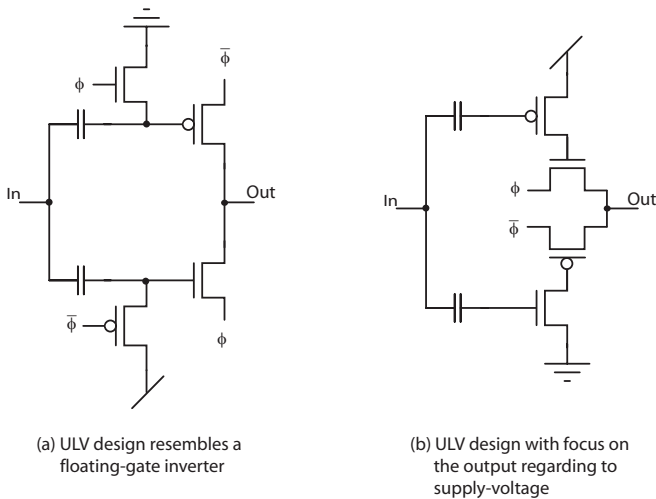 ϕ
ϕ̅
In
Out
ϕ̅
ϕ
ϕ
In
Out
ϕ̅
(a) ULV design resembles a
floating-gate inverter
(b) ULV design with focus on
the output regarding to
supply-voltage